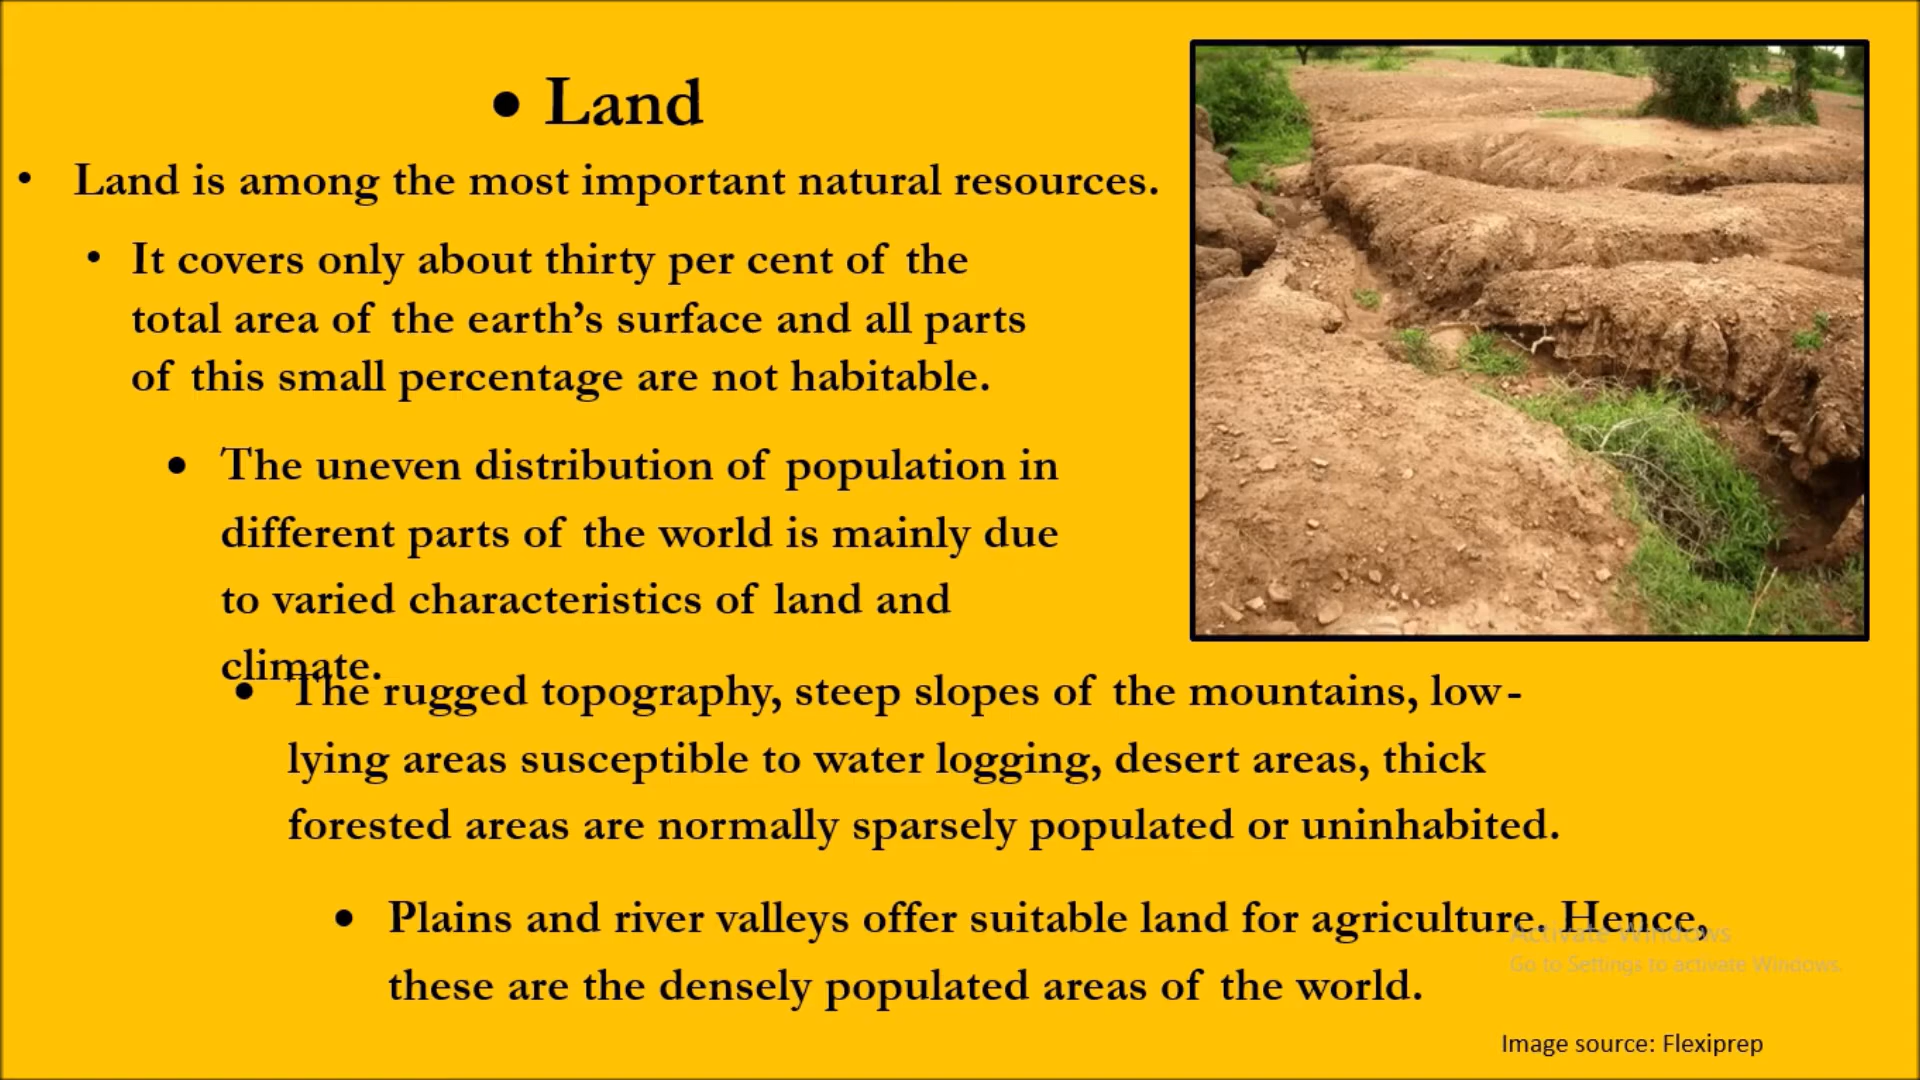 • Land
• Land is among the most important natural resources.
• It covers only about thirty per cent of the
total area of the earth’s surface and all parts
of this small percentage are not habitable.
• The uneven distribution of population in
different parts of the world is mainly due
to varied characteristics of land and
climate.
• The rugged topography, steep slopes of the mountains, low-
lying areas susceptible to water logging, desert areas, thick
forested areas are normally sparsely populated or uninhabited.
• Plains and river valleys offer suitable land for agriculture. Hence,
these are the densely populated areas of the world.
Activate Windows
Go to Settings to activate Windows.
Image source: Flexiprep